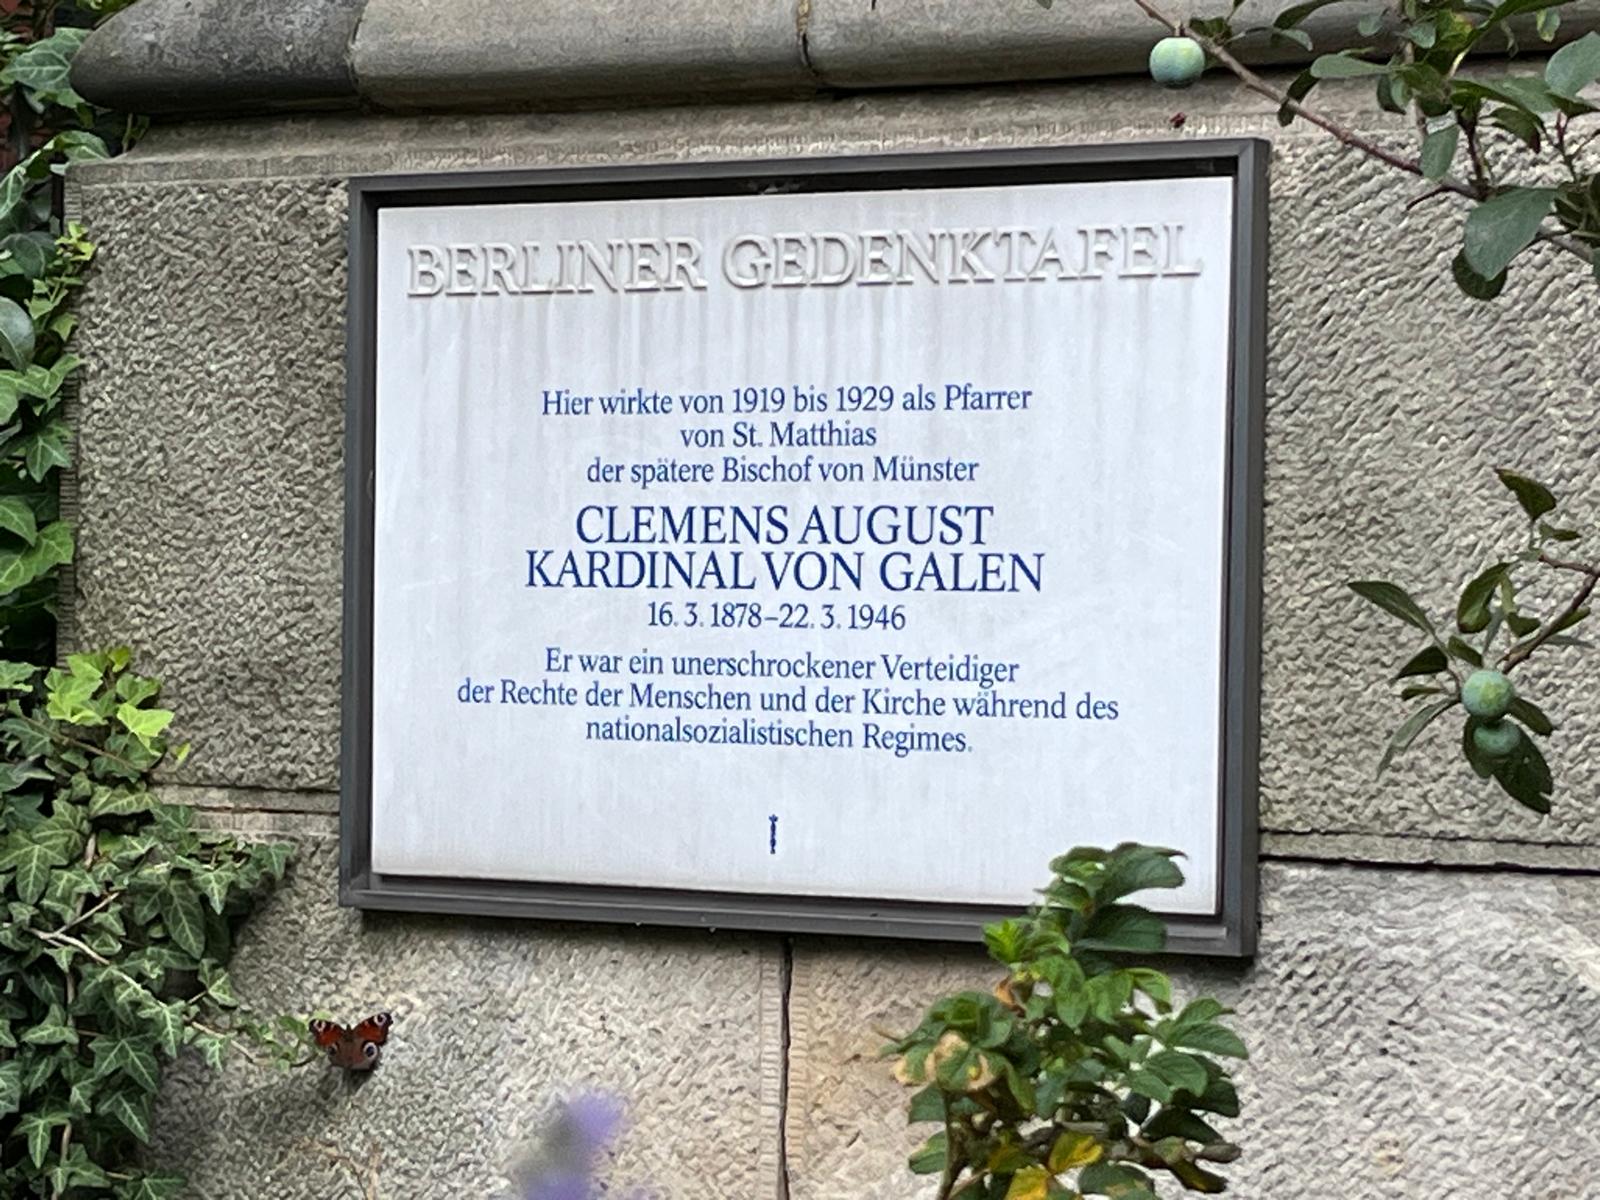 BERLINER GEDENKTAFEL
Hier wirkte von 1919 bis 1929 als Pfarrer
von St. Matthias
der spätere Bischof von Münster
CLEMENS AUGUST
KARDINAL VON GALEN
16. 3. 1878–22. 3. 1946
Er war ein unerschrockener Verteidiger
der Rechte der Menschen und der Kirche während des
nationalsozialistischen Regimes.